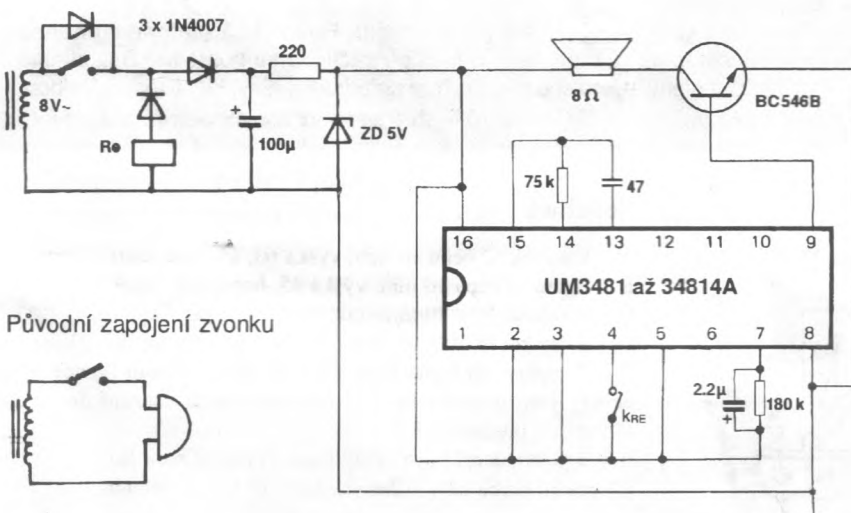 3 x 1N4007
220
8V~
Re
100µ
+
ZD 5V
8 Ω
BC546B
75 k
47
16 15 14 13 12 11 10 9
UM3481 až 34814A
1 2 3 4 5 6 7 8
kRE
2.2µ
+
180 k
Původní zapojení zvonku